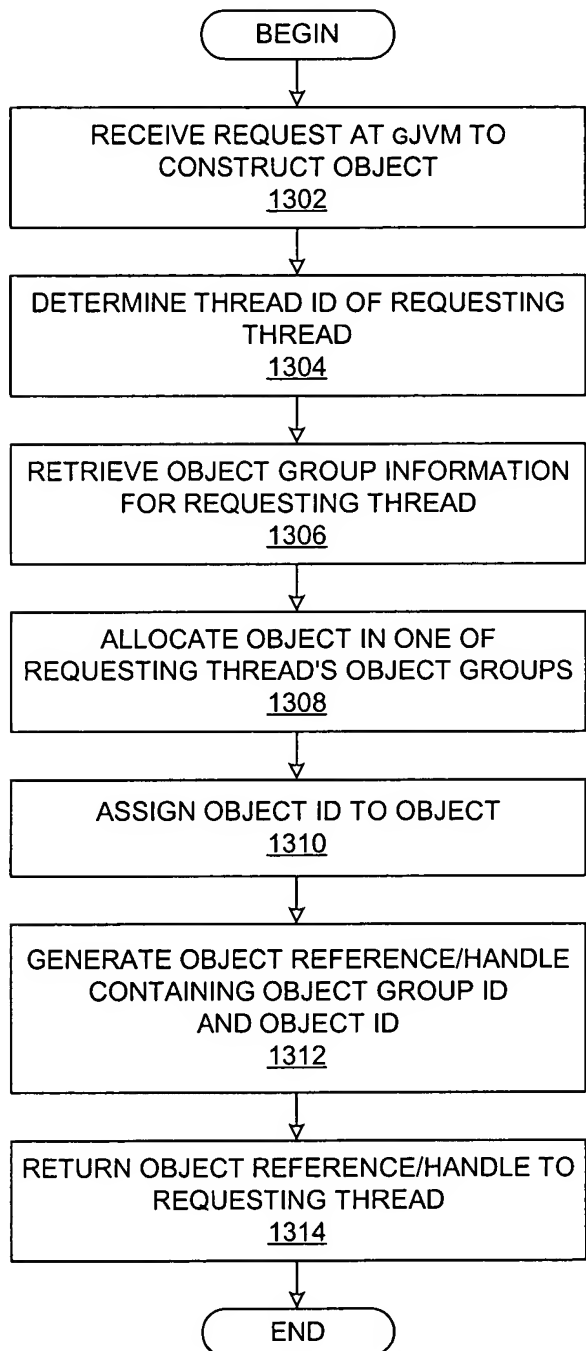 BEGIN
RECEIVE REQUEST AT GJVM TO
CONSTRUCT OBJECT
1302
DETERMINE THREAD ID OF REQUESTING
THREAD
1304
RETRIEVE OBJECT GROUP INFORMATION
FOR REQUESTING THREAD
1306
ALLOCATE OBJECT IN ONE OF
REQUESTING THREAD'S OBJECT GROUPS
1308
ASSIGN OBJECT ID TO OBJECT
1310
GENERATE OBJECT REFERENCE/HANDLE
CONTAINING OBJECT GROUP ID
AND OBJECT ID
1312
RETURN OBJECT REFERENCE/HANDLE TO
REQUESTING THREAD
1314
END